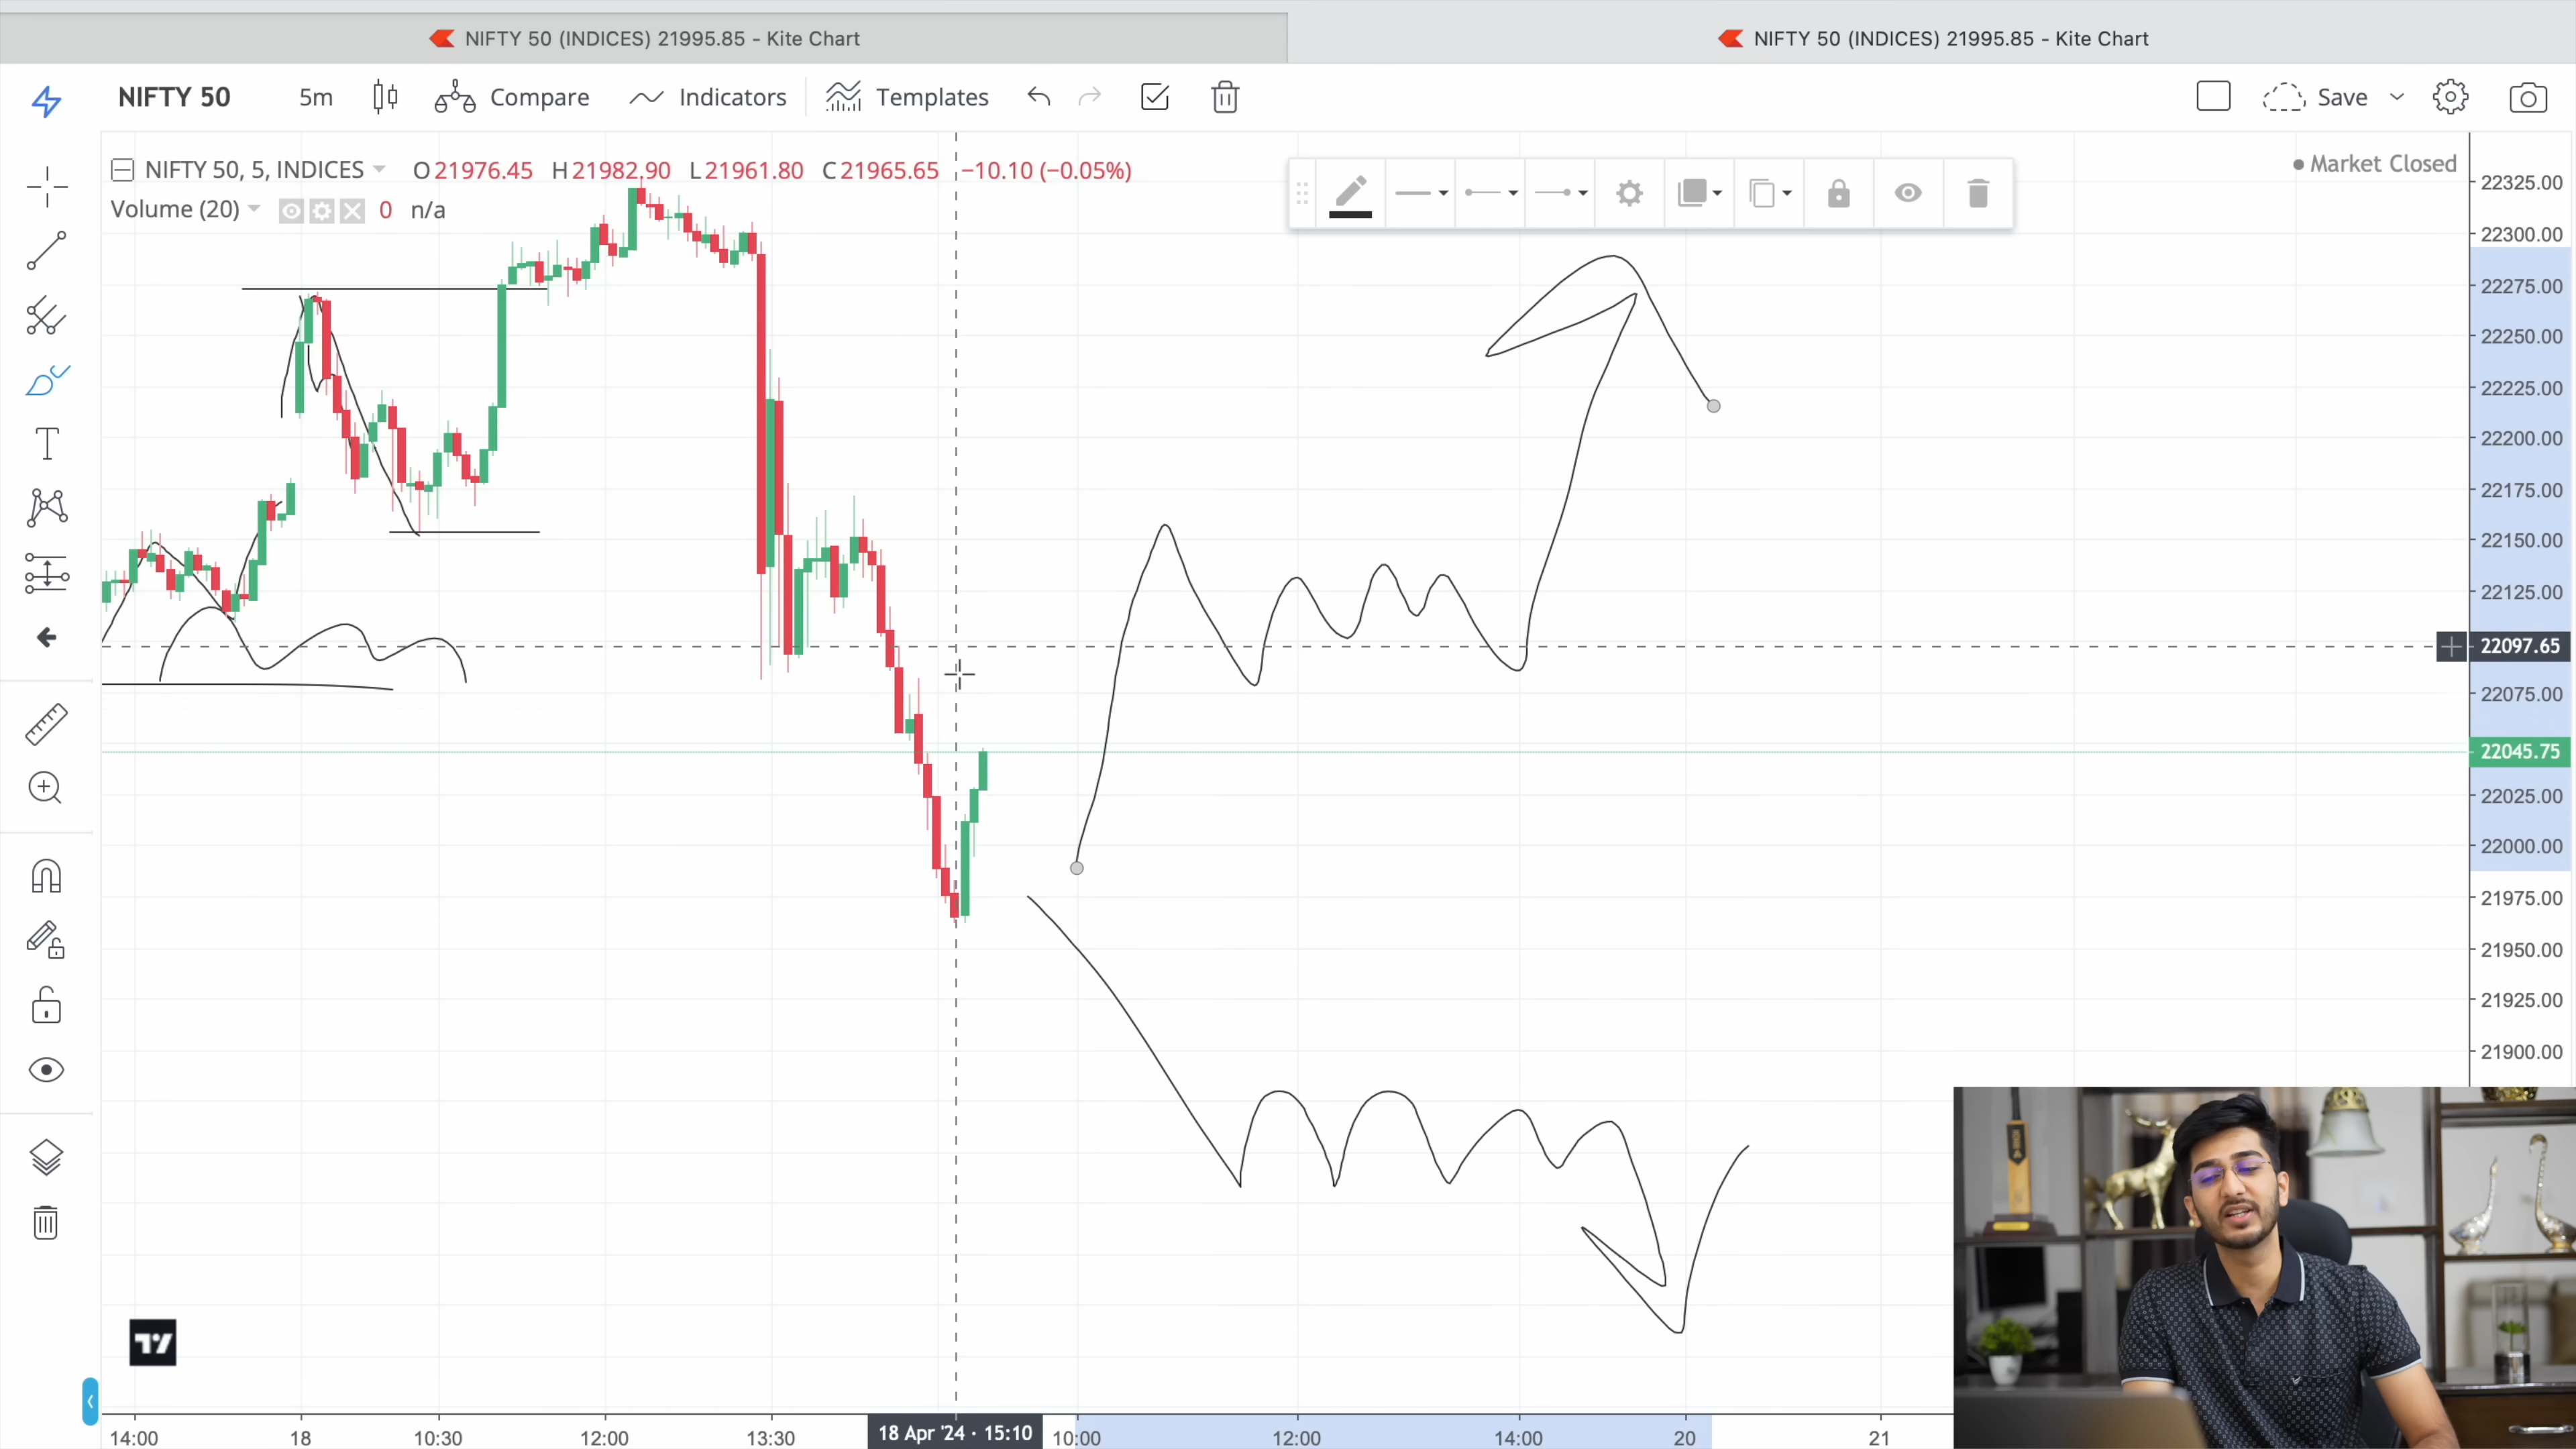 NIFTY 50 (INDICES) 21995.85 - Kite Chart
NIFTY 50 (INDICES) 21995.85 - Kite Chart
NIFTY 50
5m
Compare
Indicators
Templates
Save
NIFTY 50, 5, INDICES O21976.45 H21982.90 L21961.80 C21965.65 −10.10 (−0.05%)
Volume (20) 0 n/a
Market Closed
22325.00
22300.00
22275.00
22250.00
22225.00
22200.00
22175.00
22150.00
22125.00
22097.65
22075.00
22045.75
22025.00
22000.00
21975.00
21950.00
21925.00
21900.00
14:00
18
10:30
12:00
13:30
18 Apr '24 · 15:10
10:00
12:00
14:00
20
21